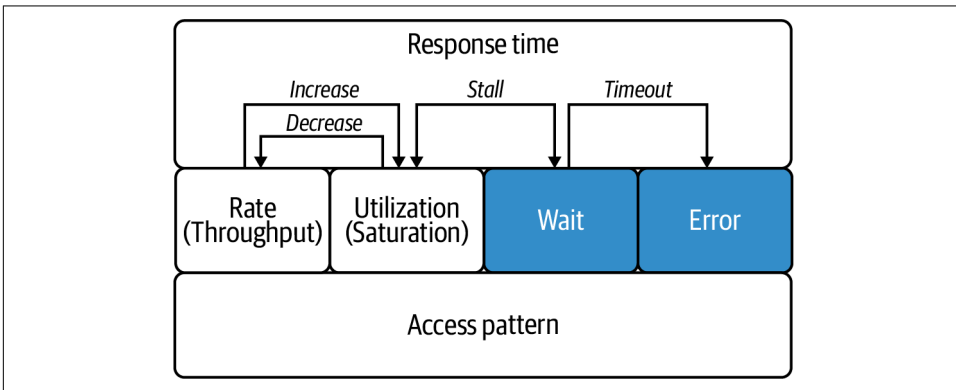 Response time
Increase
Stall
Timeout
Decrease
Rate
(Throughput)
Utilization
(Saturation)
Wait
Error
Access pattern